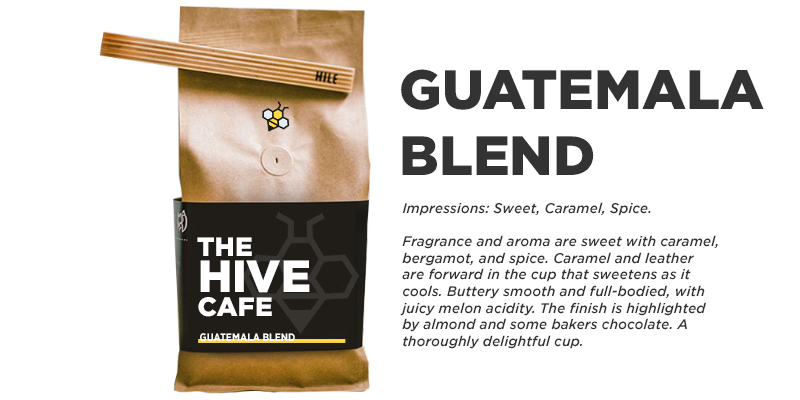 HILE
THE
HIVE
CAFE
GUATEMALA BLEND
GUATEMALA
BLEND
Impressions: Sweet, Caramel, Spice.
Fragrance and aroma are sweet with caramel,
bergamot, and spice. Caramel and leather
are forward in the cup that sweetens as it
cools. Buttery smooth and full-bodied, with
juicy melon acidity. The finish is highlighted
by almond and some bakers chocolate. A
thoroughly delightful cup.